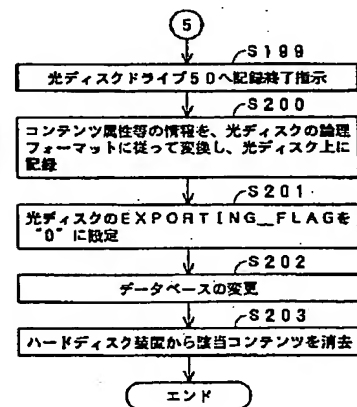 5
S199
光ディスクドライブ50へ記録終了指示
S200
コンテンツ属性等の情報を、光ディスクの論理
フォーマットに従って変換し、光ディスク上に
記録
S201
光ディスクのEXPORTING_FLAGを
"0"に設定
S202
データベースの変更
S203
ハードディスク装置から該当コンテンツを消去
エンド